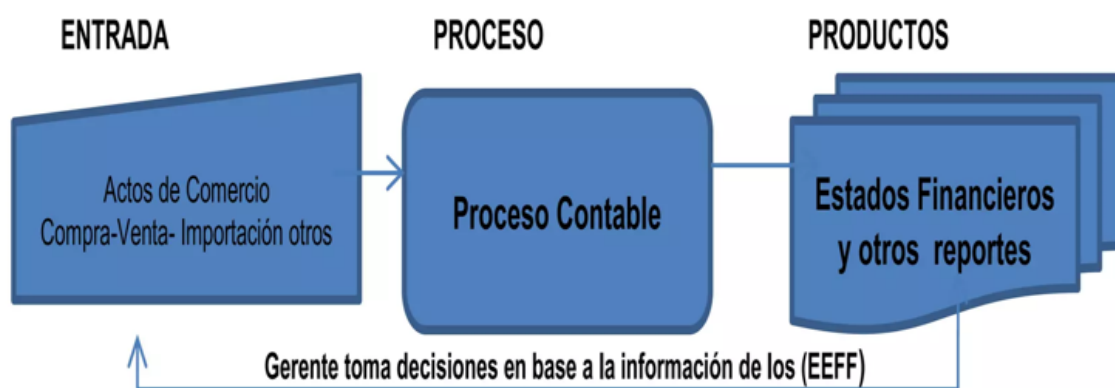 ENTRADA
PROCESO
PRODUCTOS
Actos de Comercio
Compra-Venta- Importación otros
Proceso Contable
Estados Financieros
y otros reportes
Gerente toma decisiones en base a la información de los (EEFF)